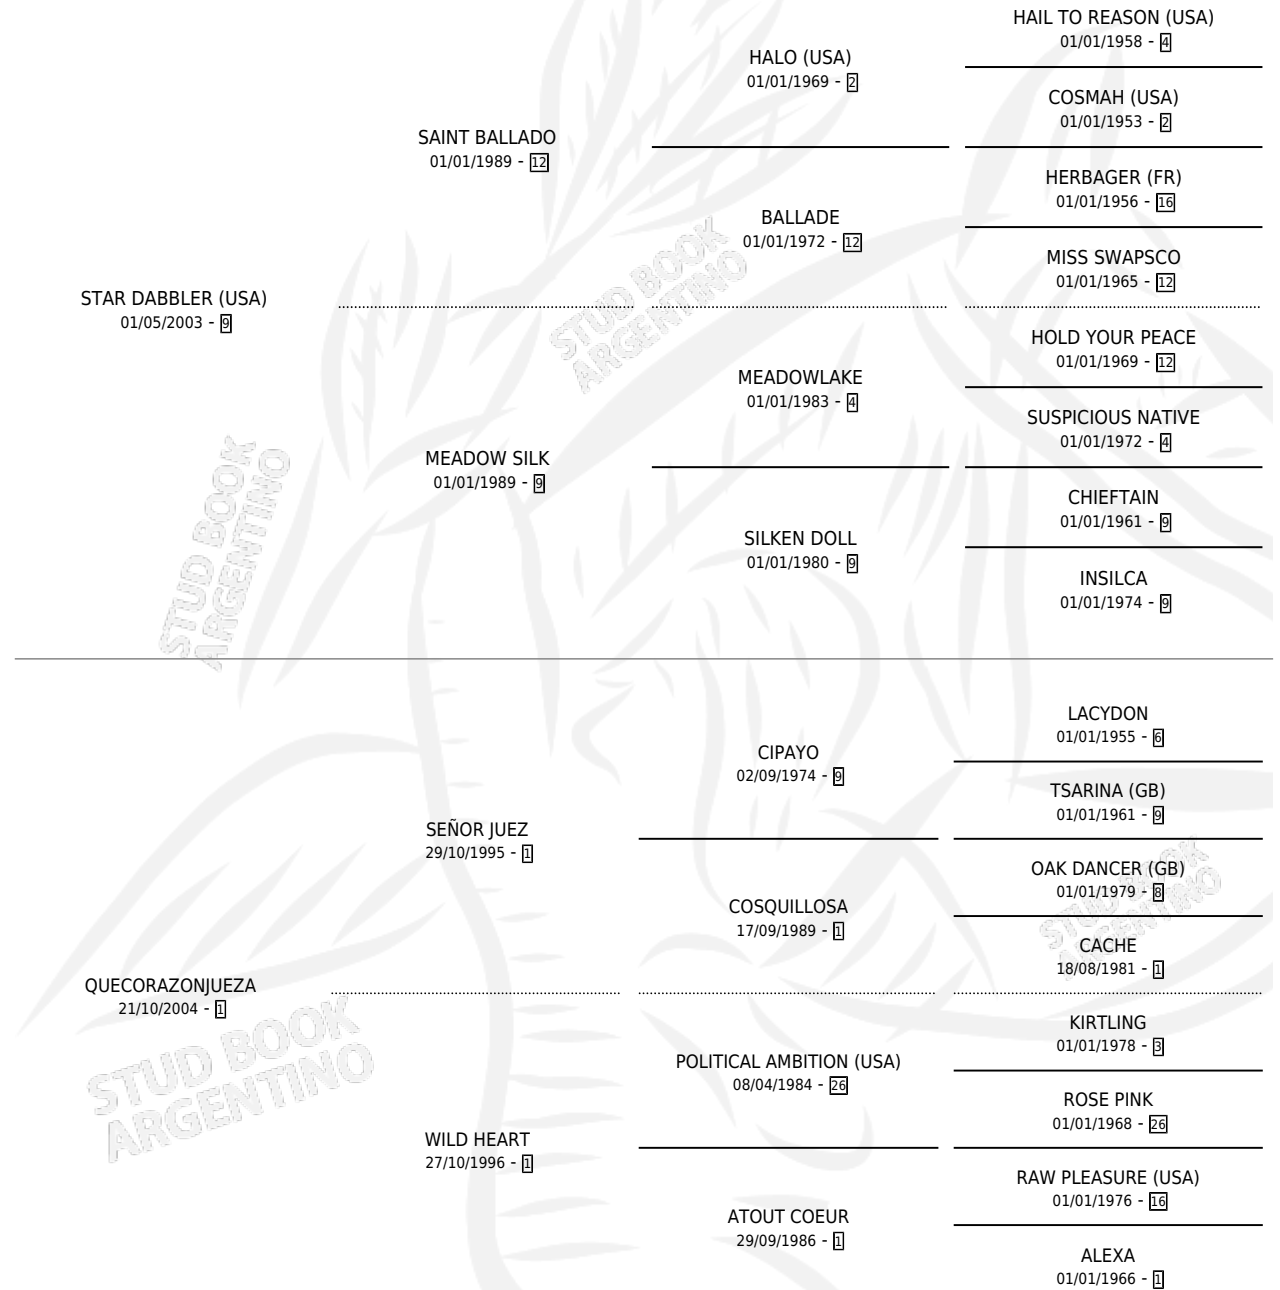 HAIL TO REASON (USA)
01/01/1958 - 4
HALO (USA)
01/01/1969 - 2
COSMAH (USA)
01/01/1953 - 2
SAINT BALLADO
01/01/1989 - 12
HERBAGER (FR)
01/01/1956 - 16
BALLADE
01/01/1972 - 12
MISS SWAPSCO
01/01/1965 - 12
STAR DABBLER (USA)
01/05/2003 - 9
HOLD YOUR PEACE
01/01/1969 - 12
MEADOWLAKE
01/01/1983 - 4
SUSPICIOUS NATIVE
01/01/1972 - 4
MEADOW SILK
01/01/1989 - 9
CHIEFTAIN
01/01/1961 - 9
SILKEN DOLL
01/01/1980 - 9
INSILCA
01/01/1974 - 9
STUD BOOK
ARGENTINO
STUD BOOK
ARGENTINO
LACYDON
01/01/1955 - 6
CIPAYO
02/09/1974 - 9
TSARINA (GB)
01/01/1961 - 9
SEÑOR JUEZ
29/10/1995 - 1
OAK DANCER (GB)
01/01/1979 - 8
COSQUILLOSA
17/09/1989 - 1
CACHE
18/08/1981 - 1
QUECORAZONJUEZA
21/10/2004 - 1
KIRTLING
01/01/1978 - 3
POLITICAL AMBITION (USA)
08/04/1984 - 26
ROSE PINK
01/01/1968 - 26
WILD HEART
27/10/1996 - 1
RAW PLEASURE (USA)
01/01/1976 - 16
ATOUT COEUR
29/09/1986 - 1
ALEXA
01/01/1966 - 1
STUD BOOK
ARGENTINO
STUD BOOK
ARGENTINO